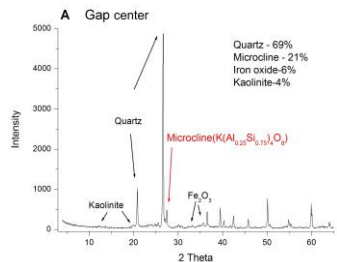 A Gap center
Quartz - 69%
Microcline - 21%
Iron oxide-6%
Kaolinite-4%
Quartz
Microcline(K(Al0.25Si0.75)4O8)
Kaolinite
Fe2O3
Intensity
5000
4000
3000
2000
1000
0
10 20 30 40 50 60
2 Theta